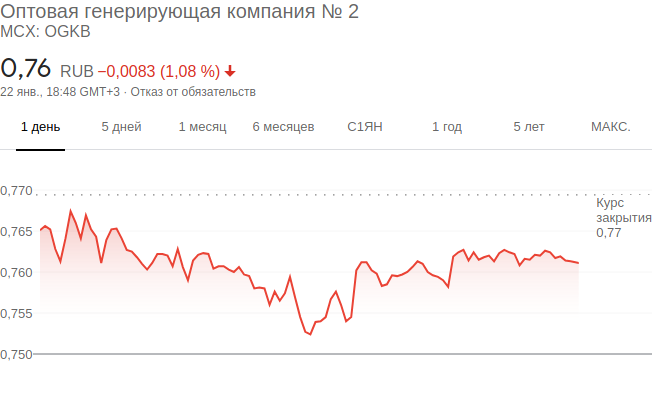 Оптовая генерирующая компания № 2
MCX: OGKB
0,76 RUB −0,0083 (1,08 %)
22 янв., 18:48 GMT+3 · Отказ от обязательств
1 день 5 дней 1 месяц 6 месяцев С1ЯН 1 год 5 лет МАКС.
0,770
Курс
закрытия
0,77
0,765
0,760
0,755
0,750